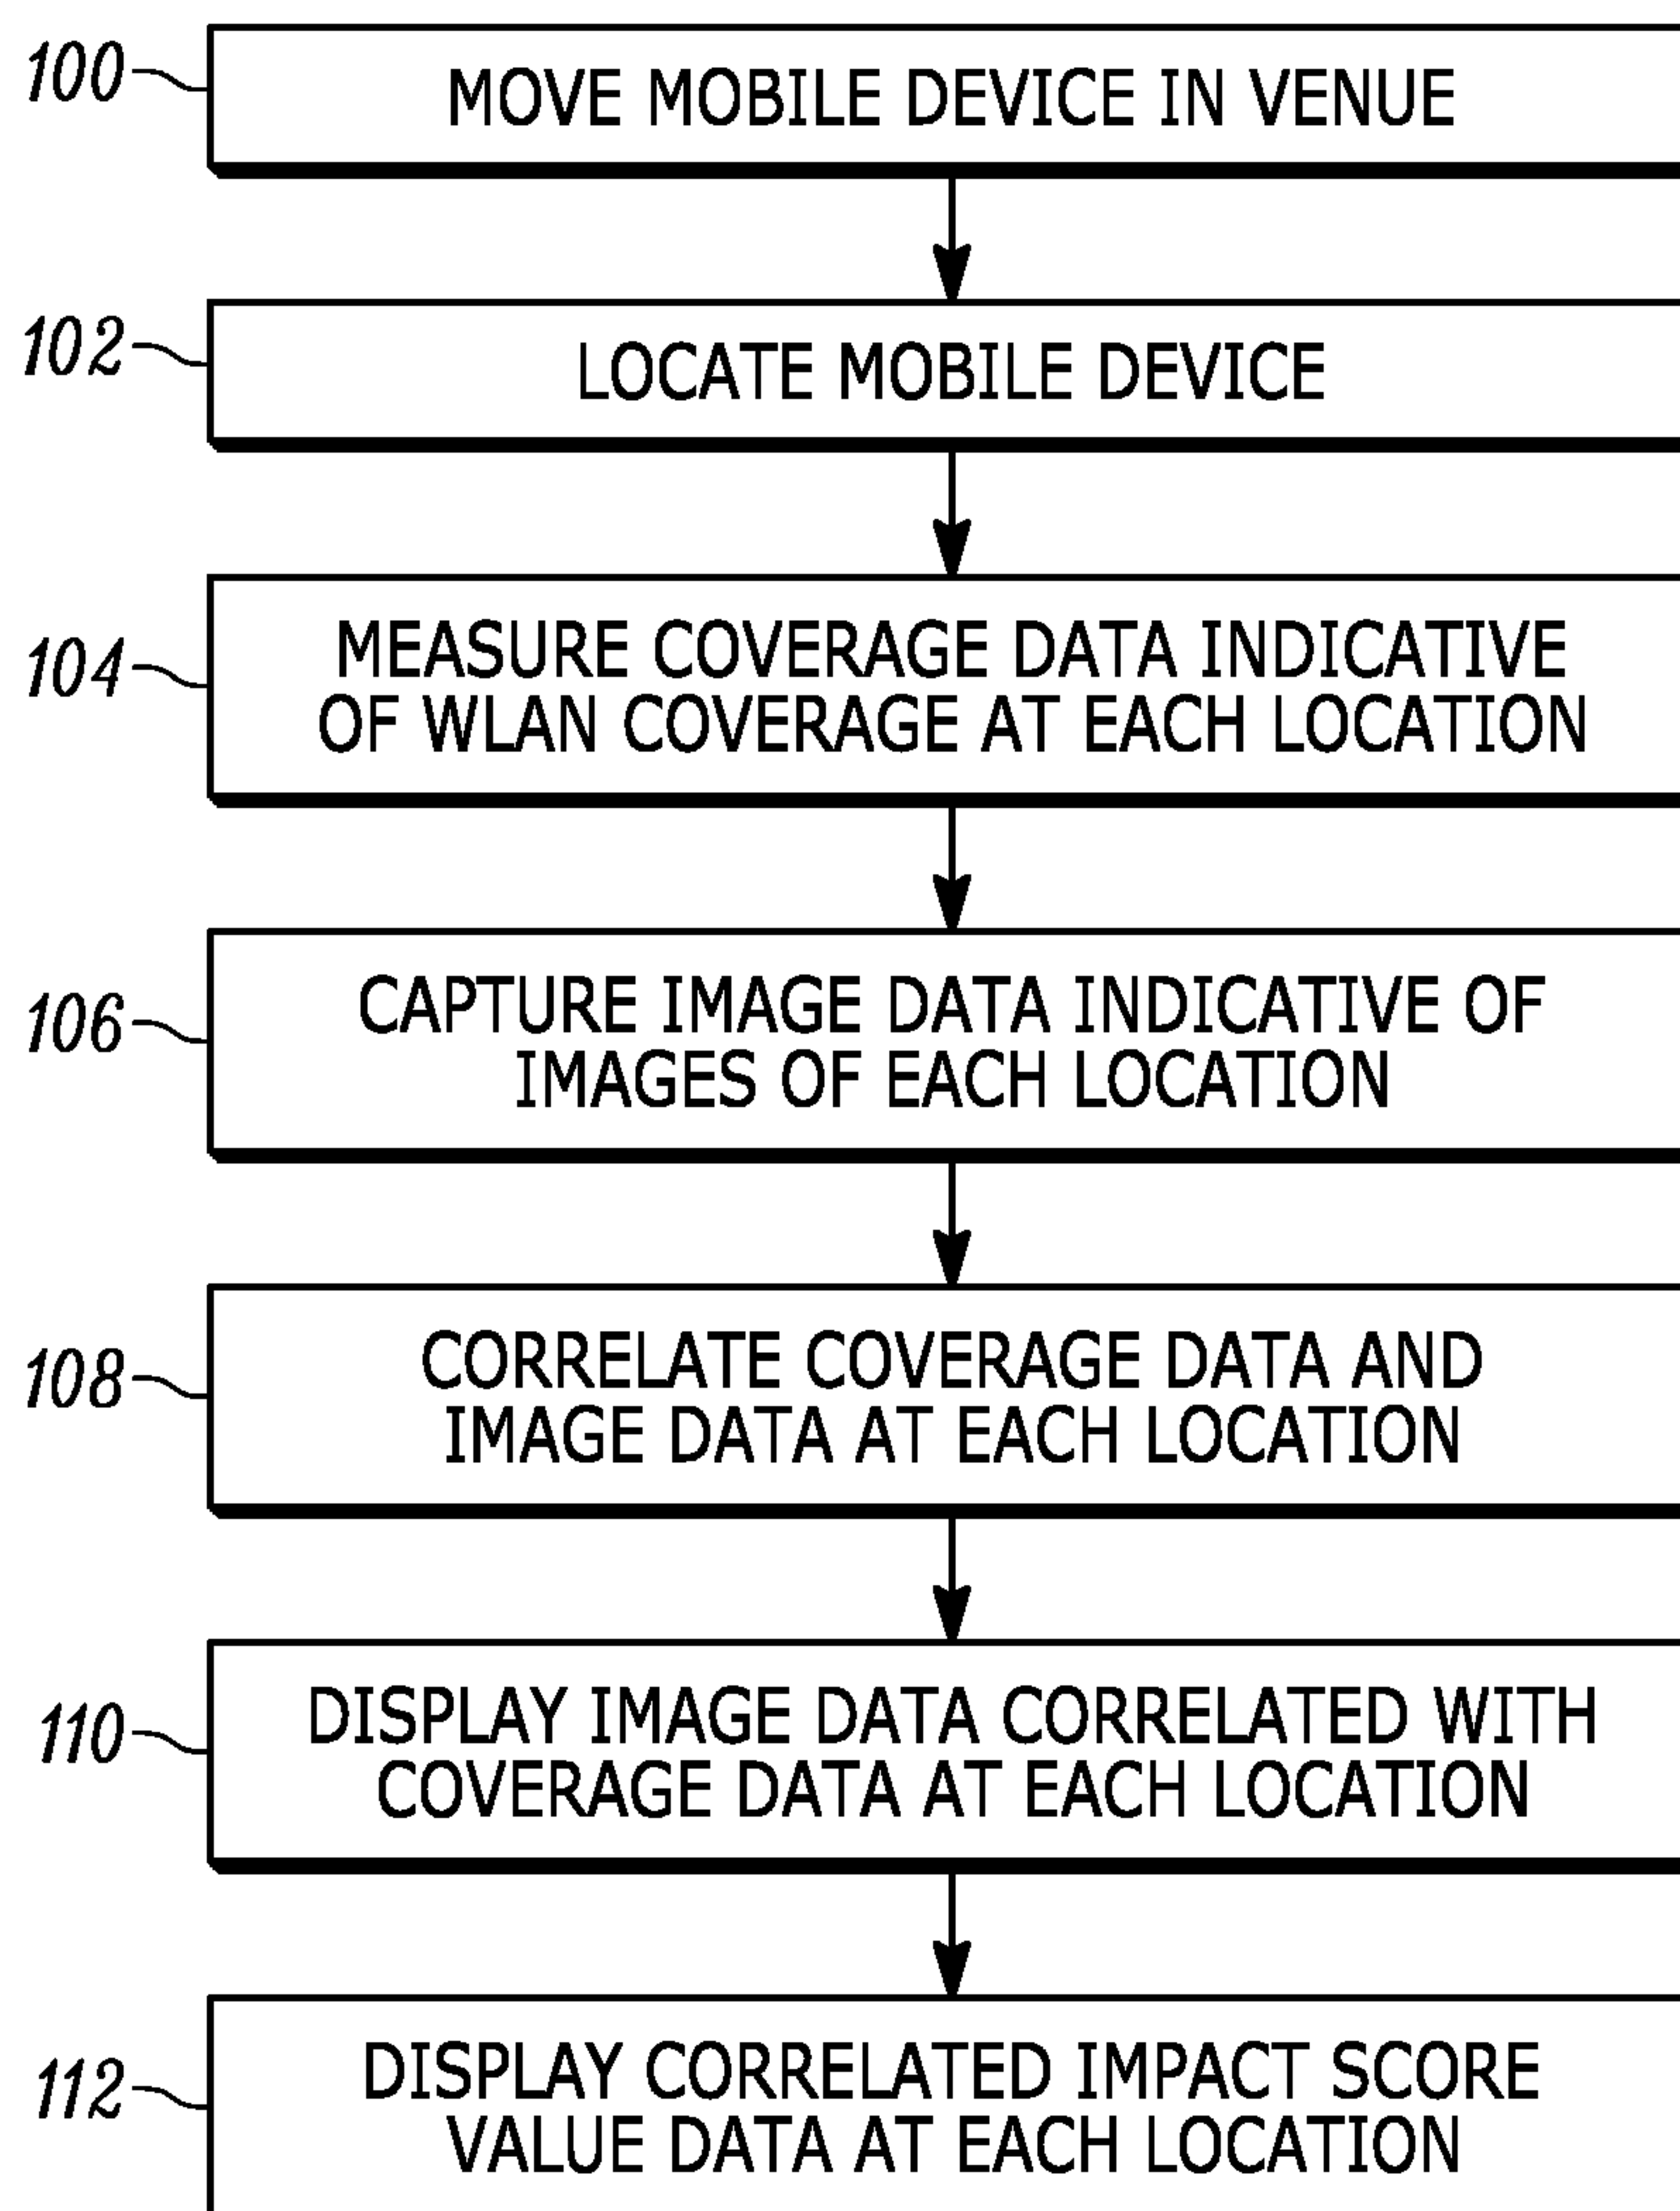 100
MOVE MOBILE DEVICE IN VENUE
102
LOCATE MOBILE DEVICE
104
MEASURE COVERAGE DATA INDICATIVE
OF WLAN COVERAGE AT EACH LOCATION
106
CAPTURE IMAGE DATA INDICATIVE OF
IMAGES OF EACH LOCATION
108
CORRELATE COVERAGE DATA AND
IMAGE DATA AT EACH LOCATION
110
DISPLAY IMAGE DATA CORRELATED WITH
COVERAGE DATA AT EACH LOCATION
112
DISPLAY CORRELATED IMPACT SCORE
VALUE DATA AT EACH LOCATION